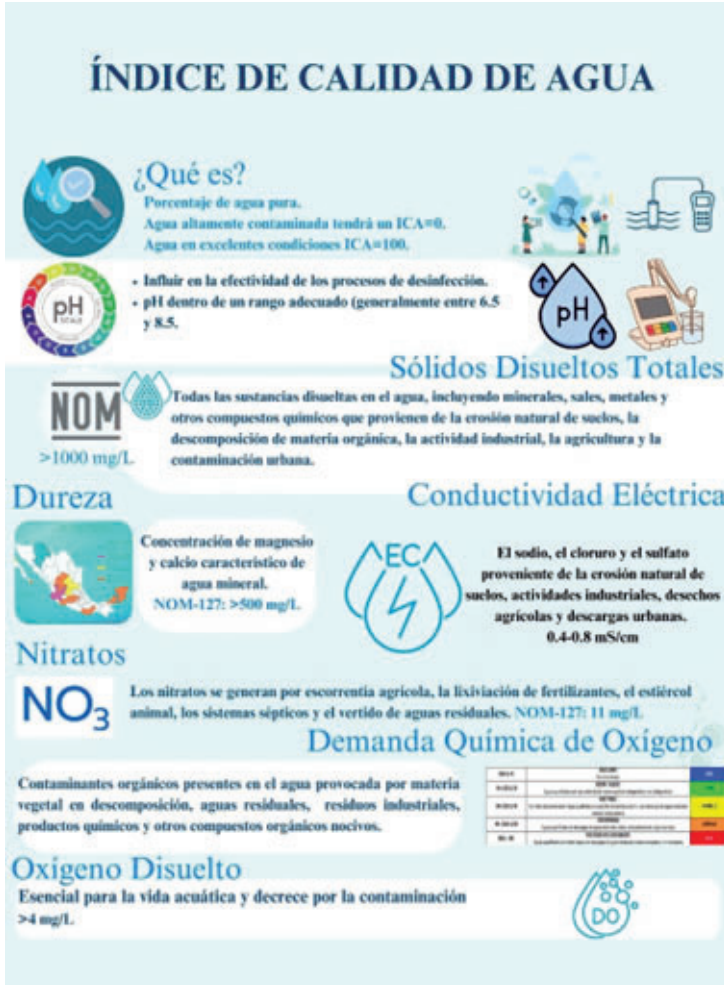 ÍNDICE DE CALIDAD DE AGUA
¿Qué es?
Porcentaje de agua pura.
Agua altamente contaminada tendrá un ICA=0.
Agua en excelentes condiciones ICA=100.
pH
SCALE
• Influir en la efectividad de los procesos de desinfección.
• pH dentro de un rango adecuado (generalmente entre 6.5
y 8.5.
pH
Sólidos Disueltos Totales
NOM
>1000 mg/L
Todas las sustancias disueltas en el agua, incluyendo minerales, sales, metales y
otros compuestos químicos que provienen de la erosión natural de suelos, la
descomposición de materia orgánica, la actividad industrial, la agricultura y la
contaminación urbana.
Dureza
Concentración de magnesio
y calcio característico de
agua mineral.
NOM-127: >500 mg/L
Conductividad Eléctrica
EC
El sodio, el cloruro y el sulfato
proveniente de la erosión natural de
suelos, actividades industriales, desechos
agrícolas y descargas urbanas.
0.4-0.8 mS/cm
Nitratos
NO3
Los nitratos se generan por escorrentía agrícola, la lixiviación de fertilizantes, el estiércol
animal, los sistemas sépticos y el vertido de aguas residuales. NOM-127: 11 mg/L
Demanda Química de Oxígeno
Contaminantes orgánicos presentes en el agua provocada por materia
vegetal en descomposición, aguas residuales, residuos industriales,
productos químicos y otros compuestos orgánicos nocivos.
Oxígeno Disuelto
Esencial para la vida acuática y decrece por la contaminación
>4 mg/L
DO